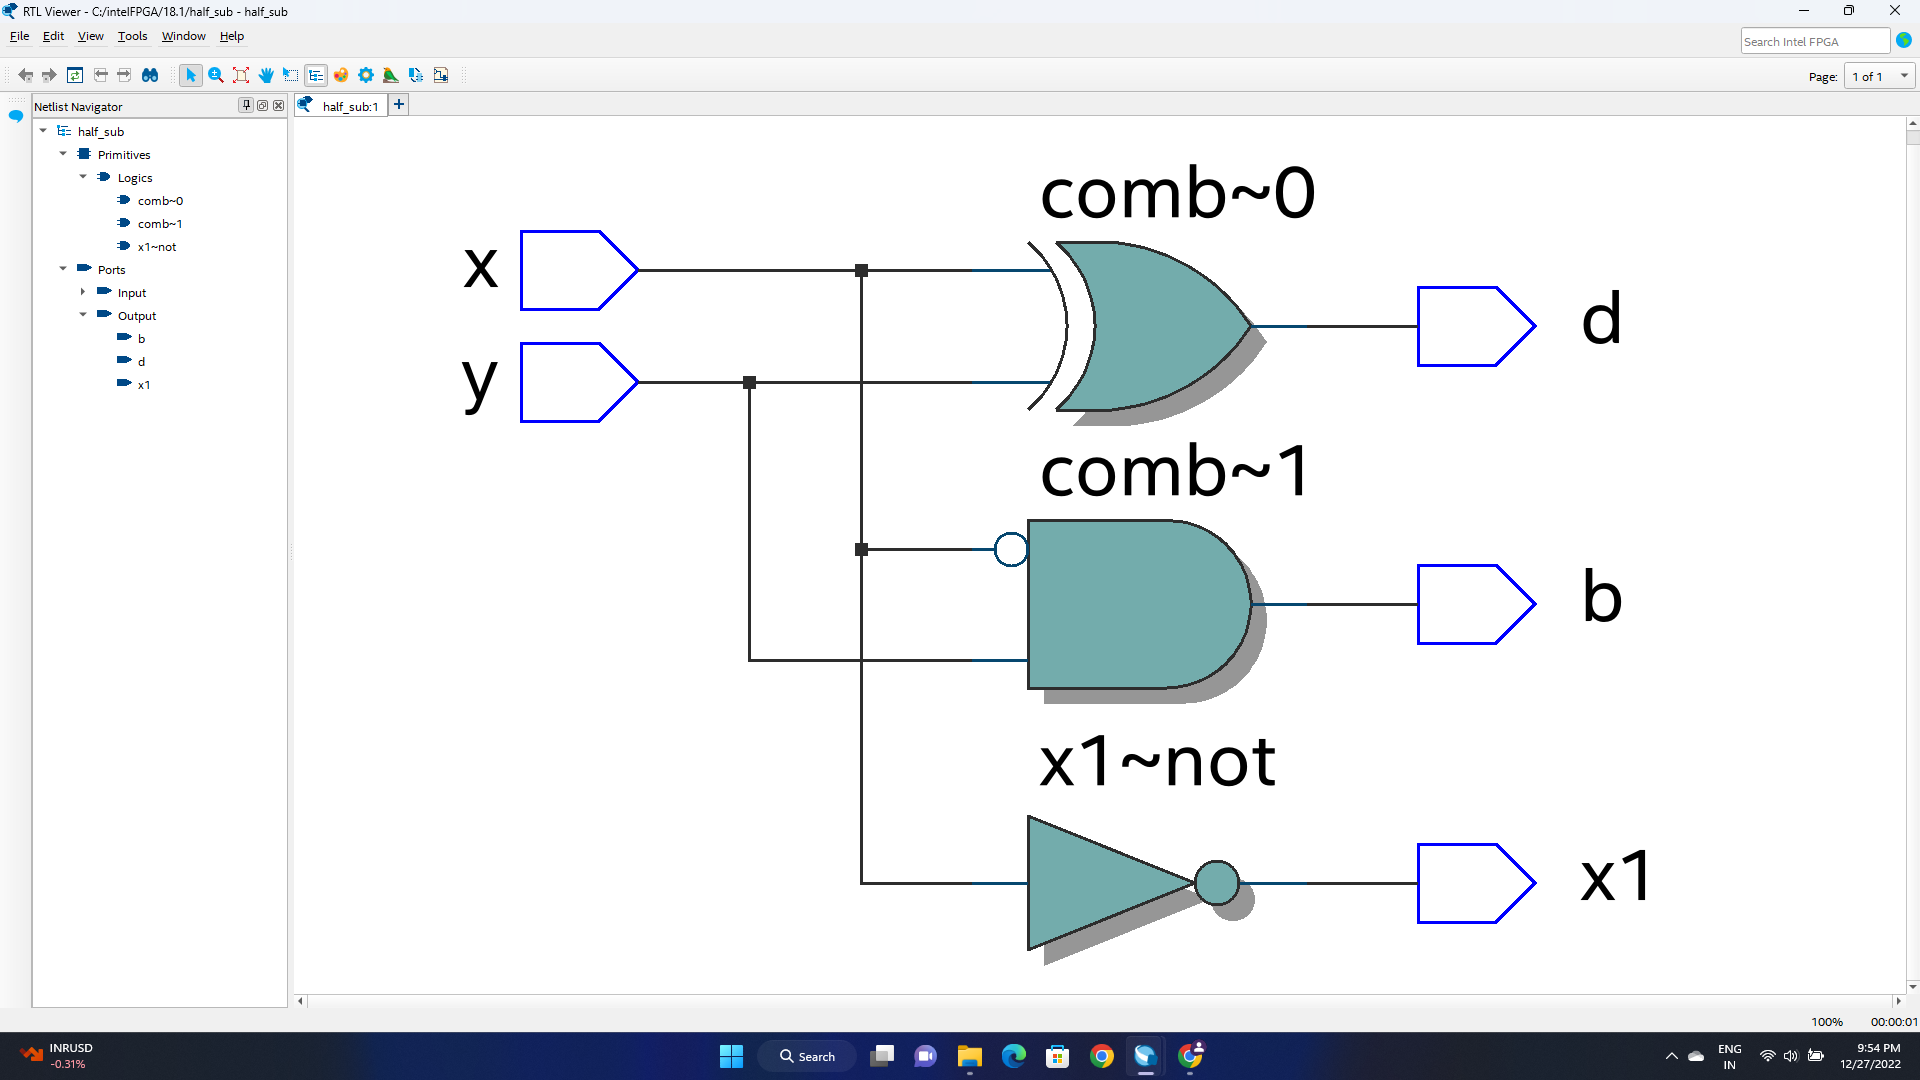 RTL Viewer - C:/intelFPGA/18.1/half_sub - half_sub
File Edit View Tools Window Help
Search Intel FPGA
Page: 1 of 1
Netlist Navigator
half_sub:1
+
half_sub
Primitives
Logics
comb~0
comb~1
x1~not
Ports
Input
Output
b
d
x1
comb~0
x
d
y
comb~1
b
x1~not
x1
100% 00:00:01
INRUSD
-0.31%
Search
ENG
IN
9:54 PM
12/27/2022